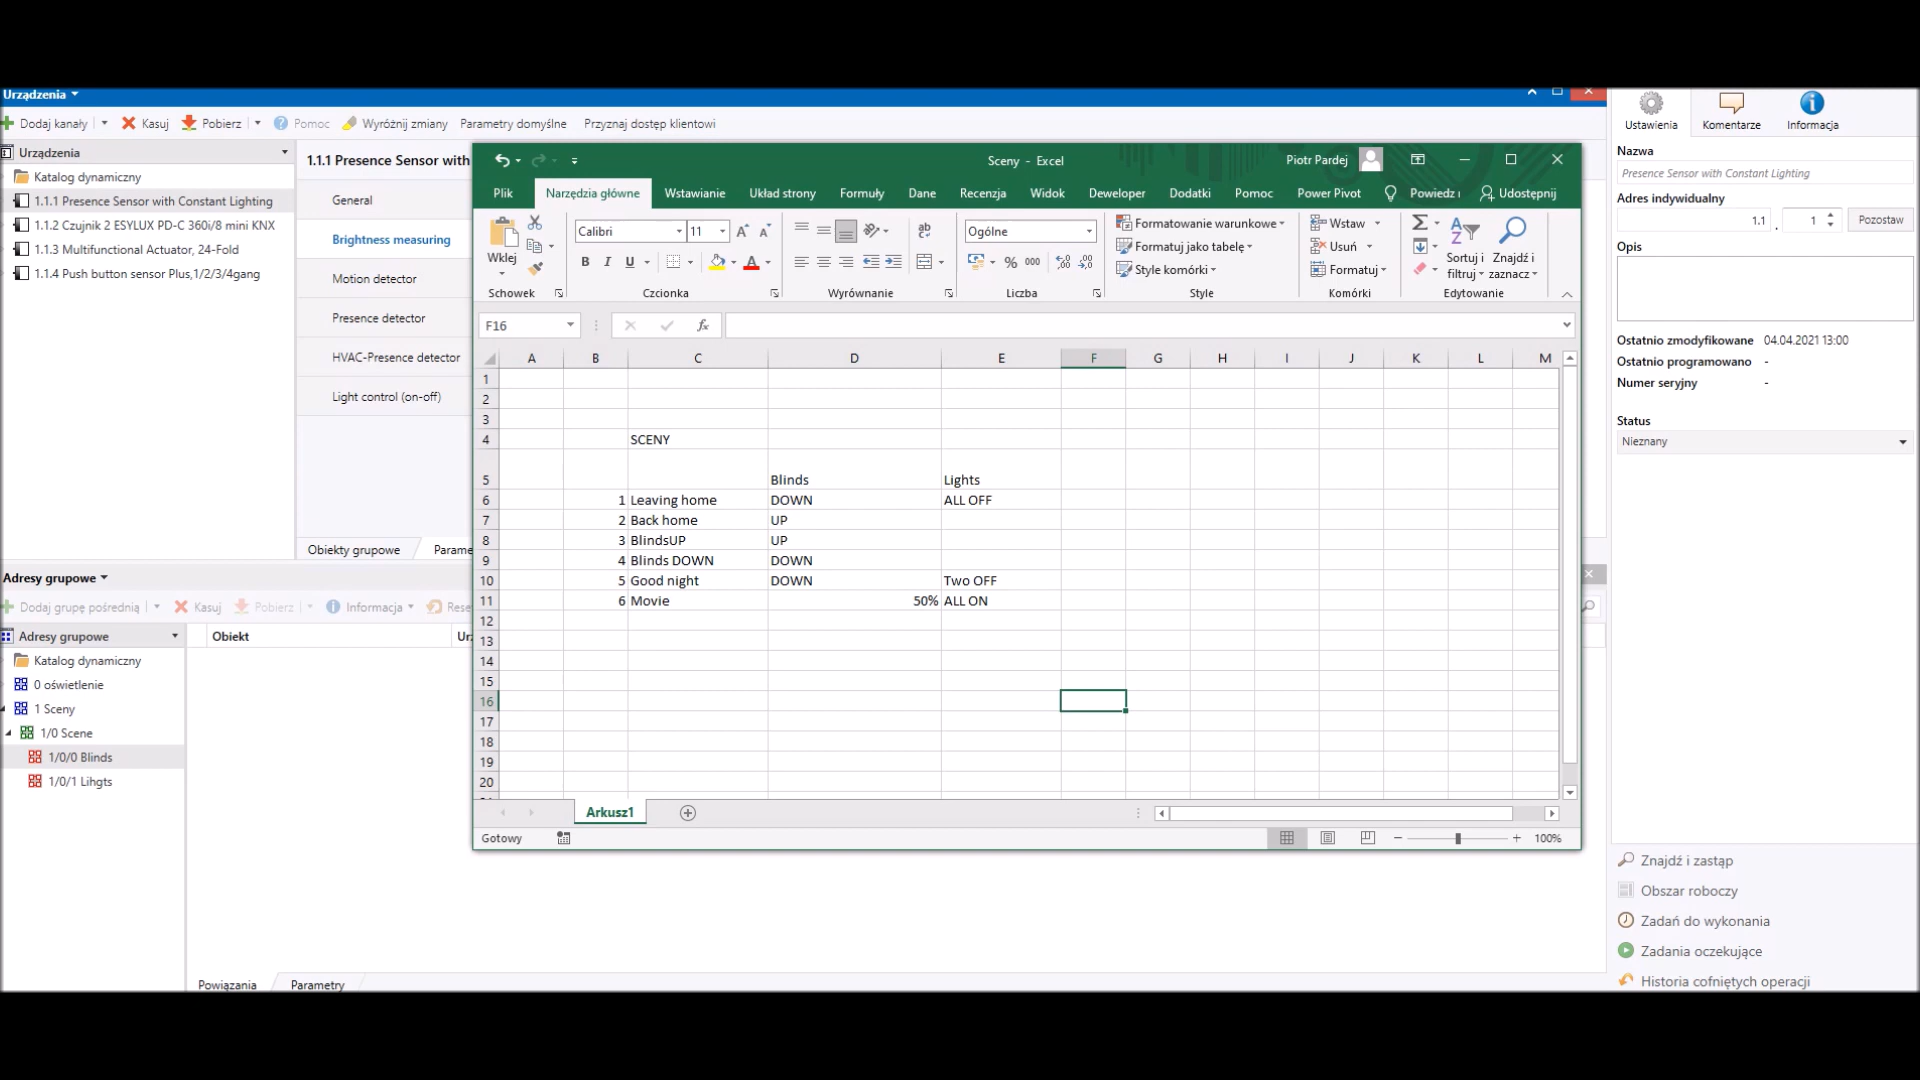 Urządzenia
Dodaj kanały Kasuj Pobierz Pomoc Wyróżnij zmiany Parametry domyślne Przyznaj dostęp klientowi
Urządzenia
Katalog dynamiczny
1.1.1 Presence Sensor with Constant Lighting
1.1.2 Czujnik 2 ESYLUX PD-C 360i/8 mini KNX
1.1.3 Multifunctional Actuator, 24-Fold
1.1.4 Push button sensor Plus,1/2/3/4gang
1.1.1 Presence Sensor with
General
Brightness measuring
Motion detector
Presence detector
HVAC-Presence detector
Light control (on-off)
Obiekty grupowe Parame
Adresy grupowe
Dodaj grupę pośrednią Kasuj Pobierz Informacja Rese
Adresy grupowe
Obiekt Ur
Katalog dynamiczny
0 oświetlenie
1 Sceny
1/0 Scene
1/0/0 Blinds
1/0/1 Lihgts
Powiązania Parametry
Sceny - Excel
Piotr Pardej
Plik Narzędzia główne Wstawianie Układ strony Formuły Dane Recenzja Widok Deweloper Dodatki Pomoc Power Pivot Powiedz Udostępnij
Wklej
Schowek
Calibri 11
B I U
Czcionka
Wyrównanie
Ogólne
% 000
Liczba
Formatowanie warunkowe
Formatuj jako tabelę
Style komórki
Style
Wstaw
Usuń
Formatuj
Komórki
Sortuj i filtruj
Znajdź i zaznacz
Edytowanie
F16
fx
A B C D E F G H I J K L M
1
2
3
4 SCENY
5 Blinds Lights
6 1 Leaving home DOWN ALL OFF
7 2 Back home UP
8 3 BlindsUP UP
9 4 Blinds DOWN DOWN
10 5 Good night DOWN Two OFF
11 6 Movie 50% ALL ON
12
13
14
15
16
17
18
19
20
Arkusz1
Gotowy
100%
Ustawienia Komentarze Informacja
Nazwa
Presence Sensor with Constant Lighting
Adres indywidualny
1.1 . 1 Pozostaw
Opis
Ostatnio zmodyfikowane 04.04.2021 13:00
Ostatnio programowano -
Numer seryjny -
Status
Nieznany
Znajdź i zastąp
Obszar roboczy
Zadań do wykonania
Zadania oczekujące
Historia cofniętych operacji